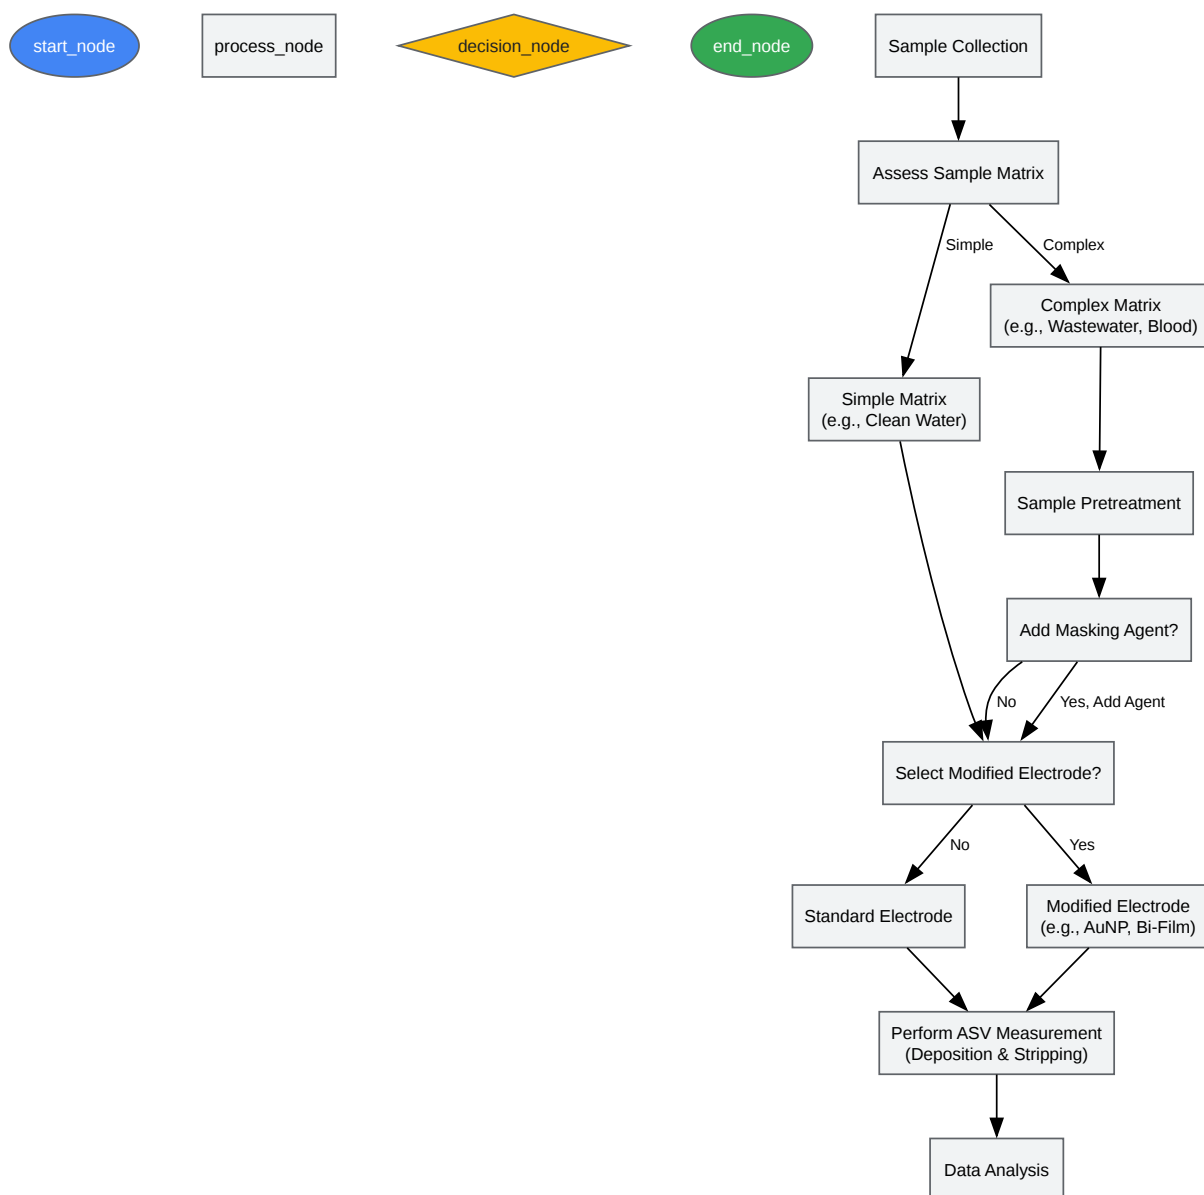 start_node
process_node
decision_node
end_node
Sample Collection
Assess Sample Matrix
Simple
Complex
Complex Matrix
(e.g., Wastewater, Blood)
Simple Matrix
(e.g., Clean Water)
Sample Pretreatment
Add Masking Agent?
No
Yes, Add Agent
Select Modified Electrode?
No
Yes
Standard Electrode
Modified Electrode
(e.g., AuNP, Bi-Film)
Perform ASV Measurement
(Deposition & Stripping)
Data Analysis